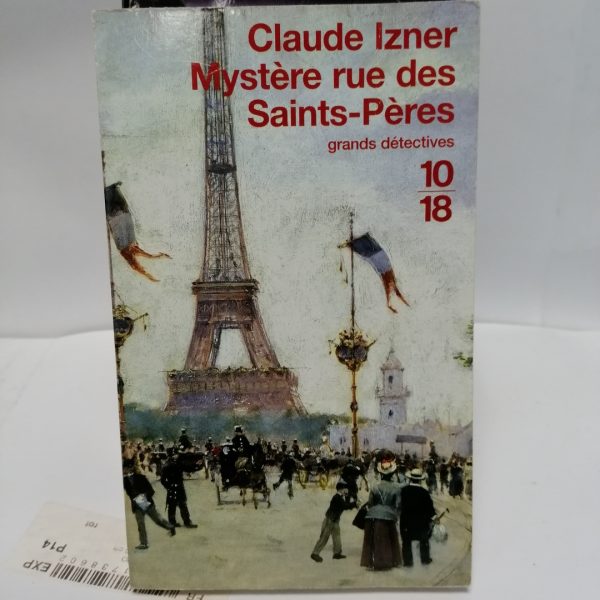 Claude Izner
Mystère rue des
Saints-Pères
grands détectives
10
18
EXP
P14